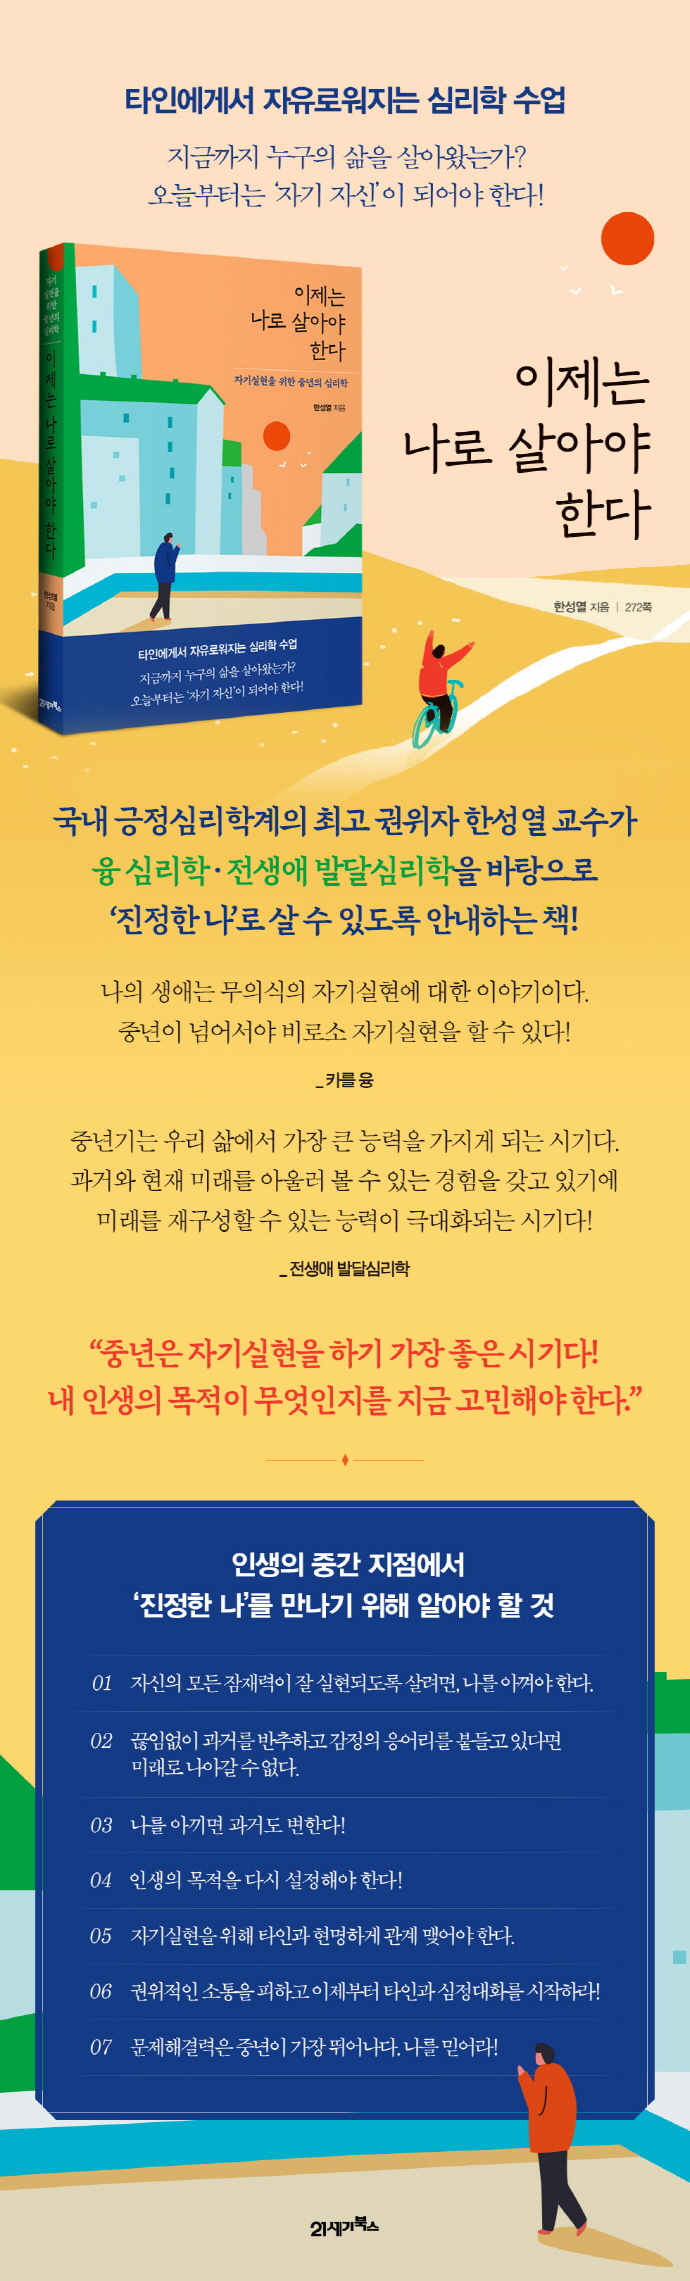 타인에게서 자유로워지는 심리학 수업
지금까지 누구의 삶을 살아왔는가?
오늘부터는 ‘자기 자신’이 되어야 한다!
자기
실현을
위한
중년의
심리학
이제는 나로 살아야 한다
한성열
지음
21세기북스
이제는
나로 살아야
한다
자기실현을 위한 중년의 심리학
한성열 지음
타인에게서 자유로워지는 심리학 수업
지금까지 누구의 삶을 살아왔는가?
오늘부터는 ‘자기 자신’이 되어야 한다!
이제는
나로 살아야
한다
한성열 지음 | 272쪽
국내 긍정심리학계의 최고 권위자 한성열 교수가
융 심리학 · 전생애 발달심리학을 바탕으로
‘진정한 나’로 살 수 있도록 안내하는 책!
나의 생애는 무의식의 자기실현에 대한 이야기이다.
중년이 넘어서야 비로소 자기실현을 할 수 있다!
_ 카를 융
중년기는 우리 삶에서 가장 큰 능력을 가지게 되는 시기다.
과거와 현재 미래를 아울러 볼 수 있는 경험을 갖고 있기에
미래를 재구성할 수 있는 능력이 극대화되는 시기다!
_ 전생애 발달심리학
“중년은 자기실현을 하기 가장 좋은 시기다!
내 인생의 목적이 무엇인지를 지금 고민해야 한다.”
인생의 중간 지점에서
‘진정한 나’를 만나기 위해 알아야 할 것
01 자신의 모든 잠재력이 잘 실현되도록 살려면, 나를 아껴야 한다.
02 끊임없이 과거를 반추하고 감정의 응어리를 붙들고 있다면
미래로 나아갈 수 없다.
03 나를 아끼면 과거도 변한다!
04 인생의 목적을 다시 설정해야 한다!
05 자기실현을 위해 타인과 현명하게 관계 맺어야 한다.
06 권위적인 소통을 피하고 이제부터 타인과 심정대화를 시작하라!
07 문제해결력은 중년이 가장 뛰어나다. 나를 믿어라!
21세기북스